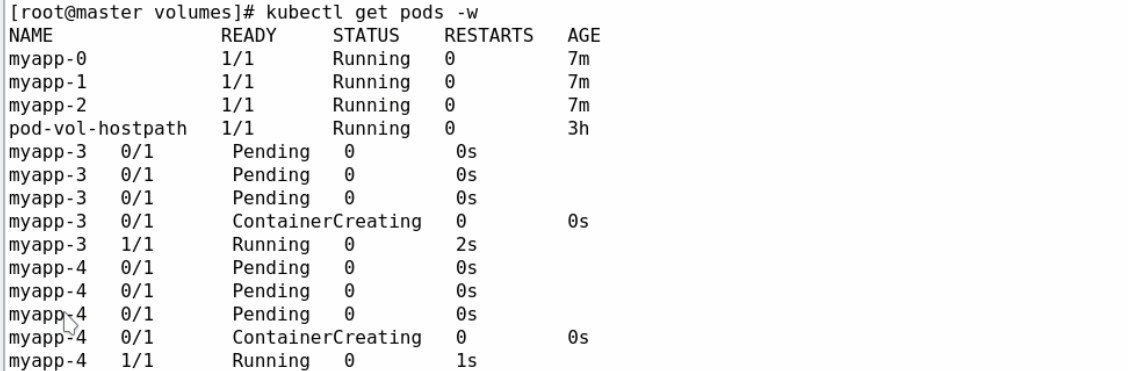 [root@master volumes]# kubectl get pods -w
NAME               READY     STATUS    RESTARTS   AGE
myapp-0            1/1       Running   0          7m
myapp-1            1/1       Running   0          7m
myapp-2            1/1       Running   0          7m
pod-vol-hostpath   1/1       Running   0          3h
myapp-3   0/1       Pending   0         0s
myapp-3   0/1       Pending   0         0s
myapp-3   0/1       Pending   0         0s
myapp-3   0/1       ContainerCreating   0         0s
myapp-3   1/1       Running   0         2s
myapp-4   0/1       Pending   0         0s
myapp-4   0/1       Pending   0         0s
myapp-4   0/1       Pending   0         0s
myapp-4   0/1       ContainerCreating   0         0s
myapp-4   1/1       Running   0         1s